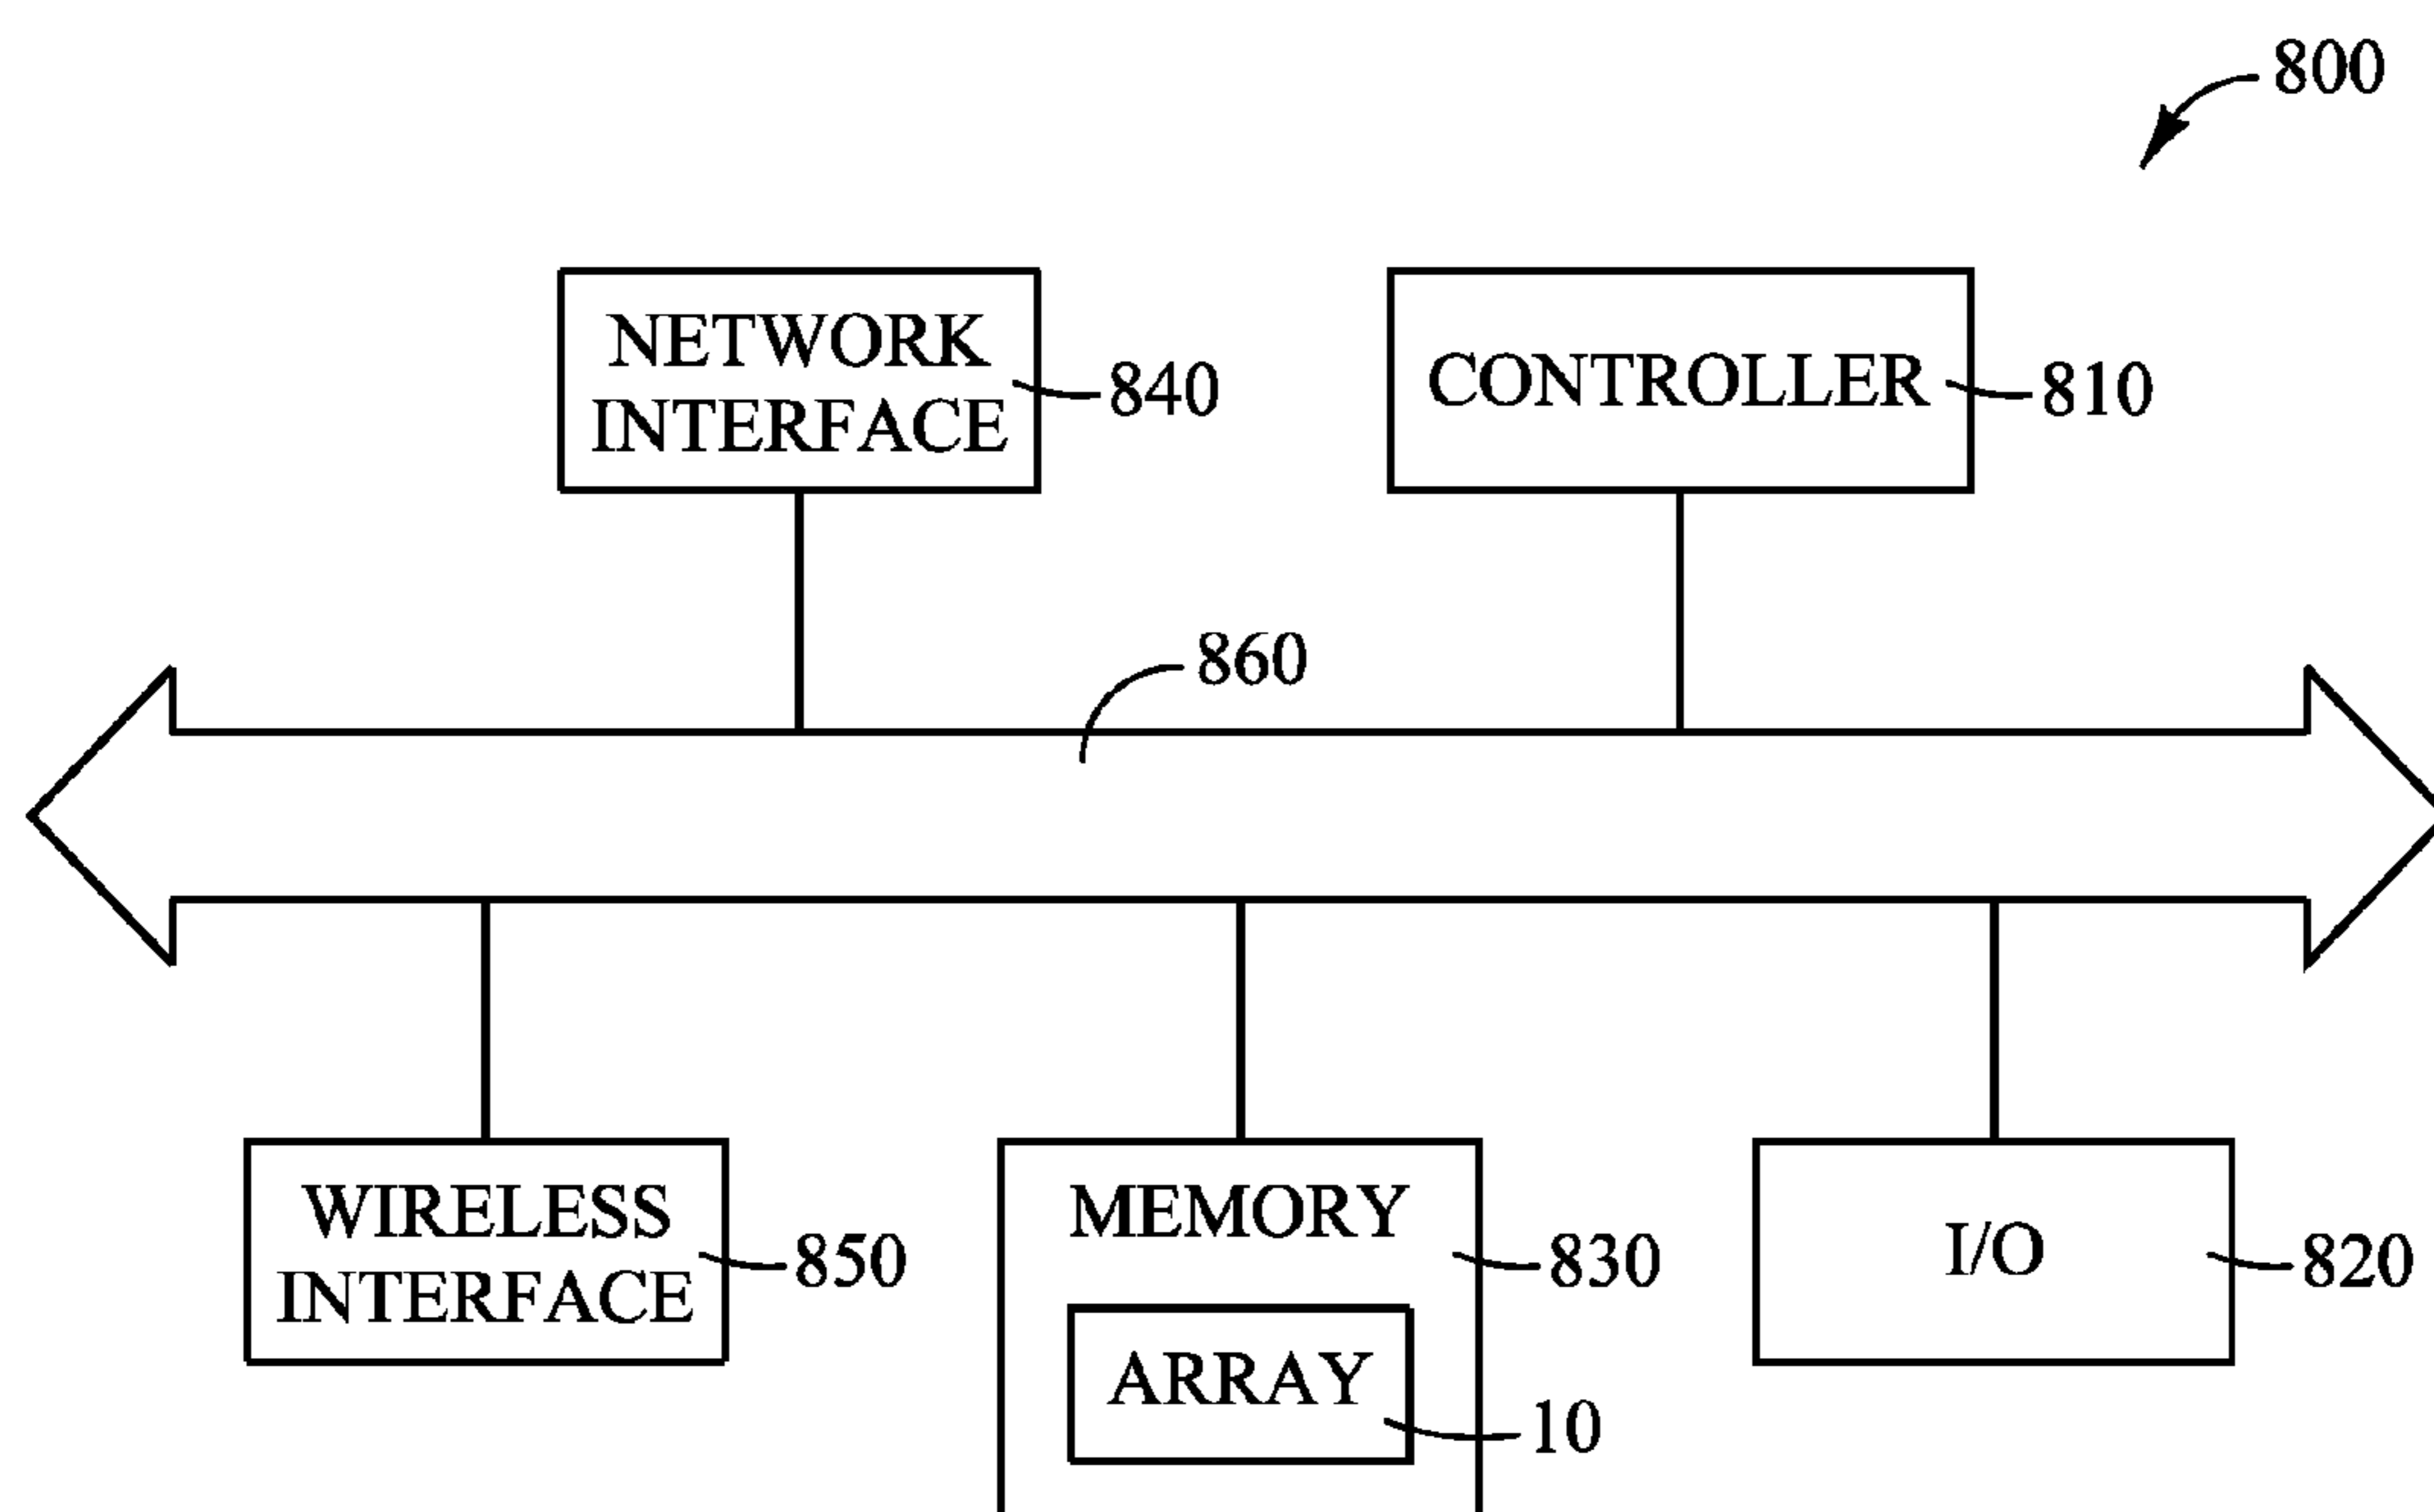 800
NETWORK
INTERFACE
840
CONTROLLER
810
860
WIRELESS
INTERFACE
850
MEMORY
830
ARRAY
10
I/O
820